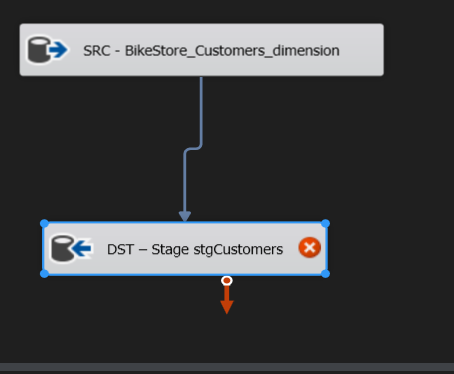 SRC - BikeStore_Customers_dimension
DST – Stage stgCustomers